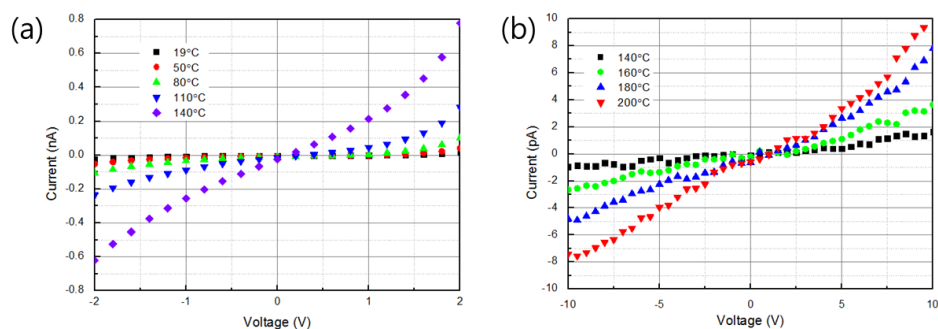 (a)
0.8
0.6
0.4
0.2
0.0
-0.2
-0.4
-0.6
-0.8
Current (nA)
19°C
50°C
80°C
110°C
140°C
-2
-1
0
1
2
Voltage (V)
(b)
10
8
6
4
2
0
-2
-4
-6
-8
-10
Current (pA)
140°C
160°C
180°C
200°C
-10
-5
0
5
10
Voltage (V)